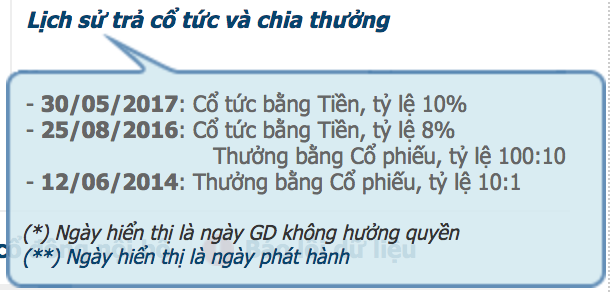 Lịch sử trả cổ tức và chia thưởng
- 30/05/2017: Cổ tức bằng Tiền, tỷ lệ 10%
- 25/08/2016: Cổ tức bằng Tiền, tỷ lệ 8%
Thưởng bằng Cổ phiếu, tỷ lệ 100:10
- 12/06/2014: Thưởng bằng Cổ phiếu, tỷ lệ 10:1
(*) Ngày hiển thị là ngày GD không hưởng quyền
(**) Ngày hiển thị là ngày phát hành